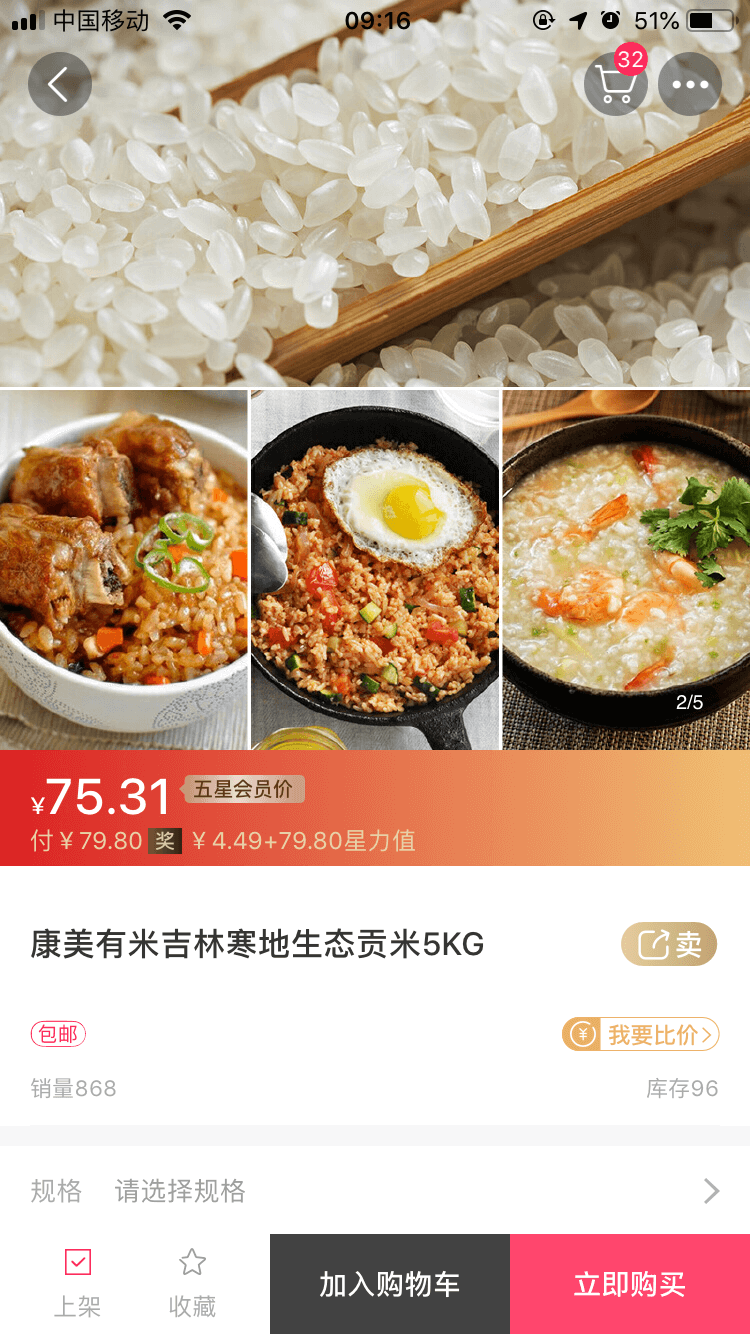 中国移动 09:16 51%
32
2/5
¥75.31 五星会员价
付¥79.80 奖 ¥4.49+79.80星力值
康美有米吉林寒地生态贡米5KG 卖
包邮 ¥ 我要比价
销量868 库存96
规格 请选择规格
上架 收藏 加入购物车 立即购买